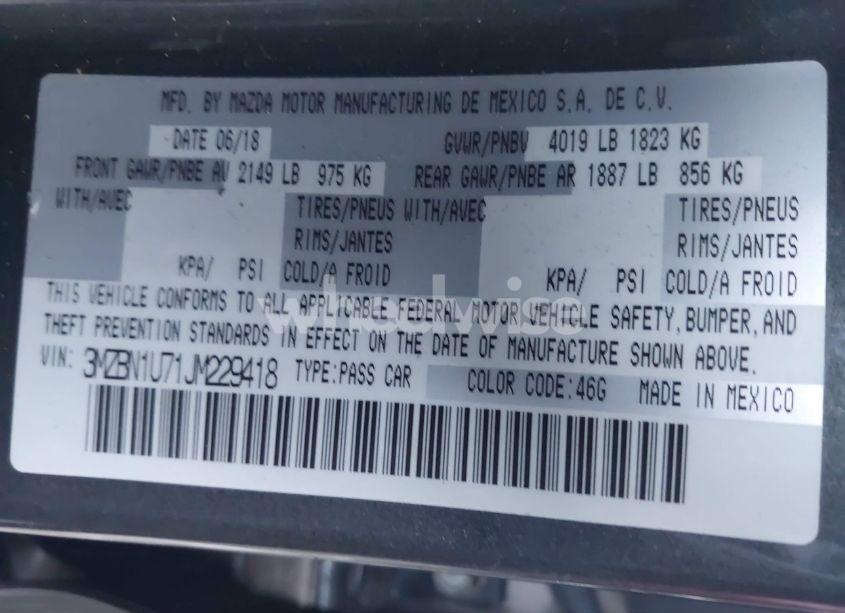 MFD. BY MAZDA MOTOR MANUFACTURING DE MEXICO S.A. DE C.V.
DATE 06/18 GVWR/PNBV 4019 LB 1823 KG
FRONT GAWR/PNBE AV 2149 LB 975 KG REAR GAWR/PNBE AR 1887 LB 856 KG
WITH/AVEC TIRES/PNEUS WITH/AVEC TIRES/PNEUS
RIMS/JANTES RIMS/JANTES
KPA/ PSI COLD/A FROID KPA/ PSI COLD/A FROID
THIS VEHICLE CONFORMS TO ALL APPLICABLE FEDERAL MOTOR VEHICLE SAFETY, BUMPER, AND
THEFT PREVENTION STANDARDS IN EFFECT ON THE DATE OF MANUFACTURE SHOWN ABOVE.
VIN: 3MZBN1U71JM229418 TYPE:PASS CAR COLOR CODE:46G MADE IN MEXICO
wheelwise